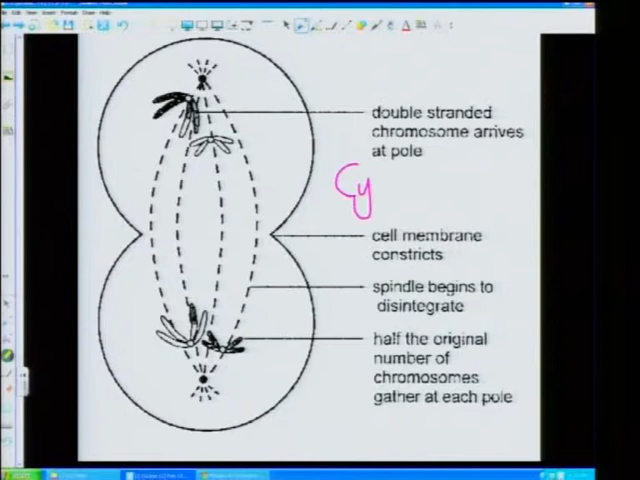 double stranded
chromosome arrives
at pole
Cy
cell membrane
constricts
spindle begins to
disintegrate
half the original
number of
chromosomes
gather at each pole